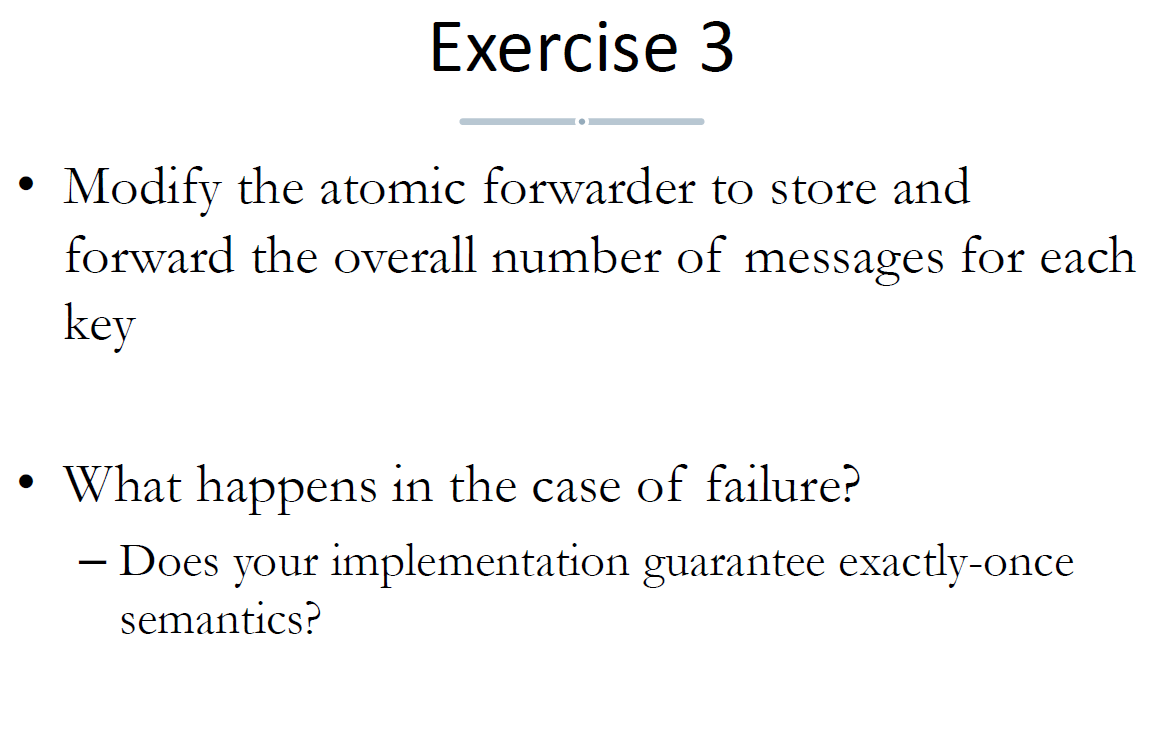 Exercise 3
• Modify the atomic forwarder to store and
forward the overall number of messages for each
key
• What happens in the case of failure?
– Does your implementation guarantee exactly-once
semantics?